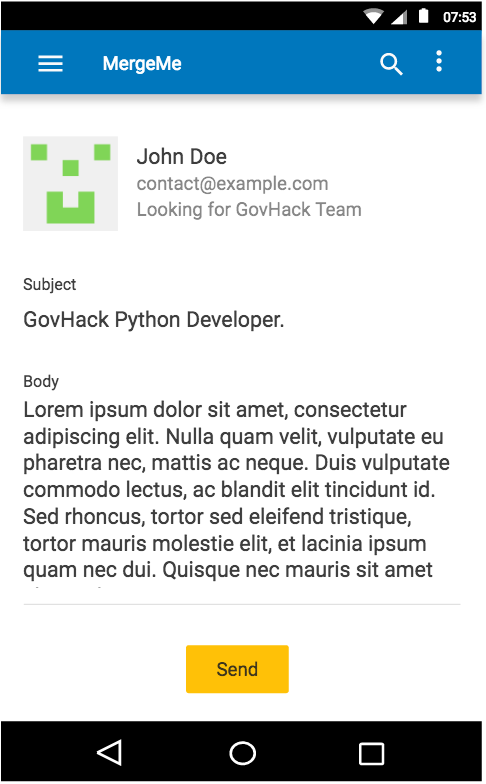 07:53
MergeMe
John Doe
contact@example.com
Looking for GovHack Team
Subject
GovHack Python Developer.
Body
Lorem ipsum dolor sit amet, consectetur
adipiscing elit. Nulla quam velit, vulputate eu
pharetra nec, mattis ac neque. Duis vulputate
commodo lectus, ac blandit elit tincidunt id.
Sed rhoncus, tortor sed eleifend tristique,
tortor mauris molestie elit, et lacinia ipsum
quam nec dui. Quisque nec mauris sit amet
Send